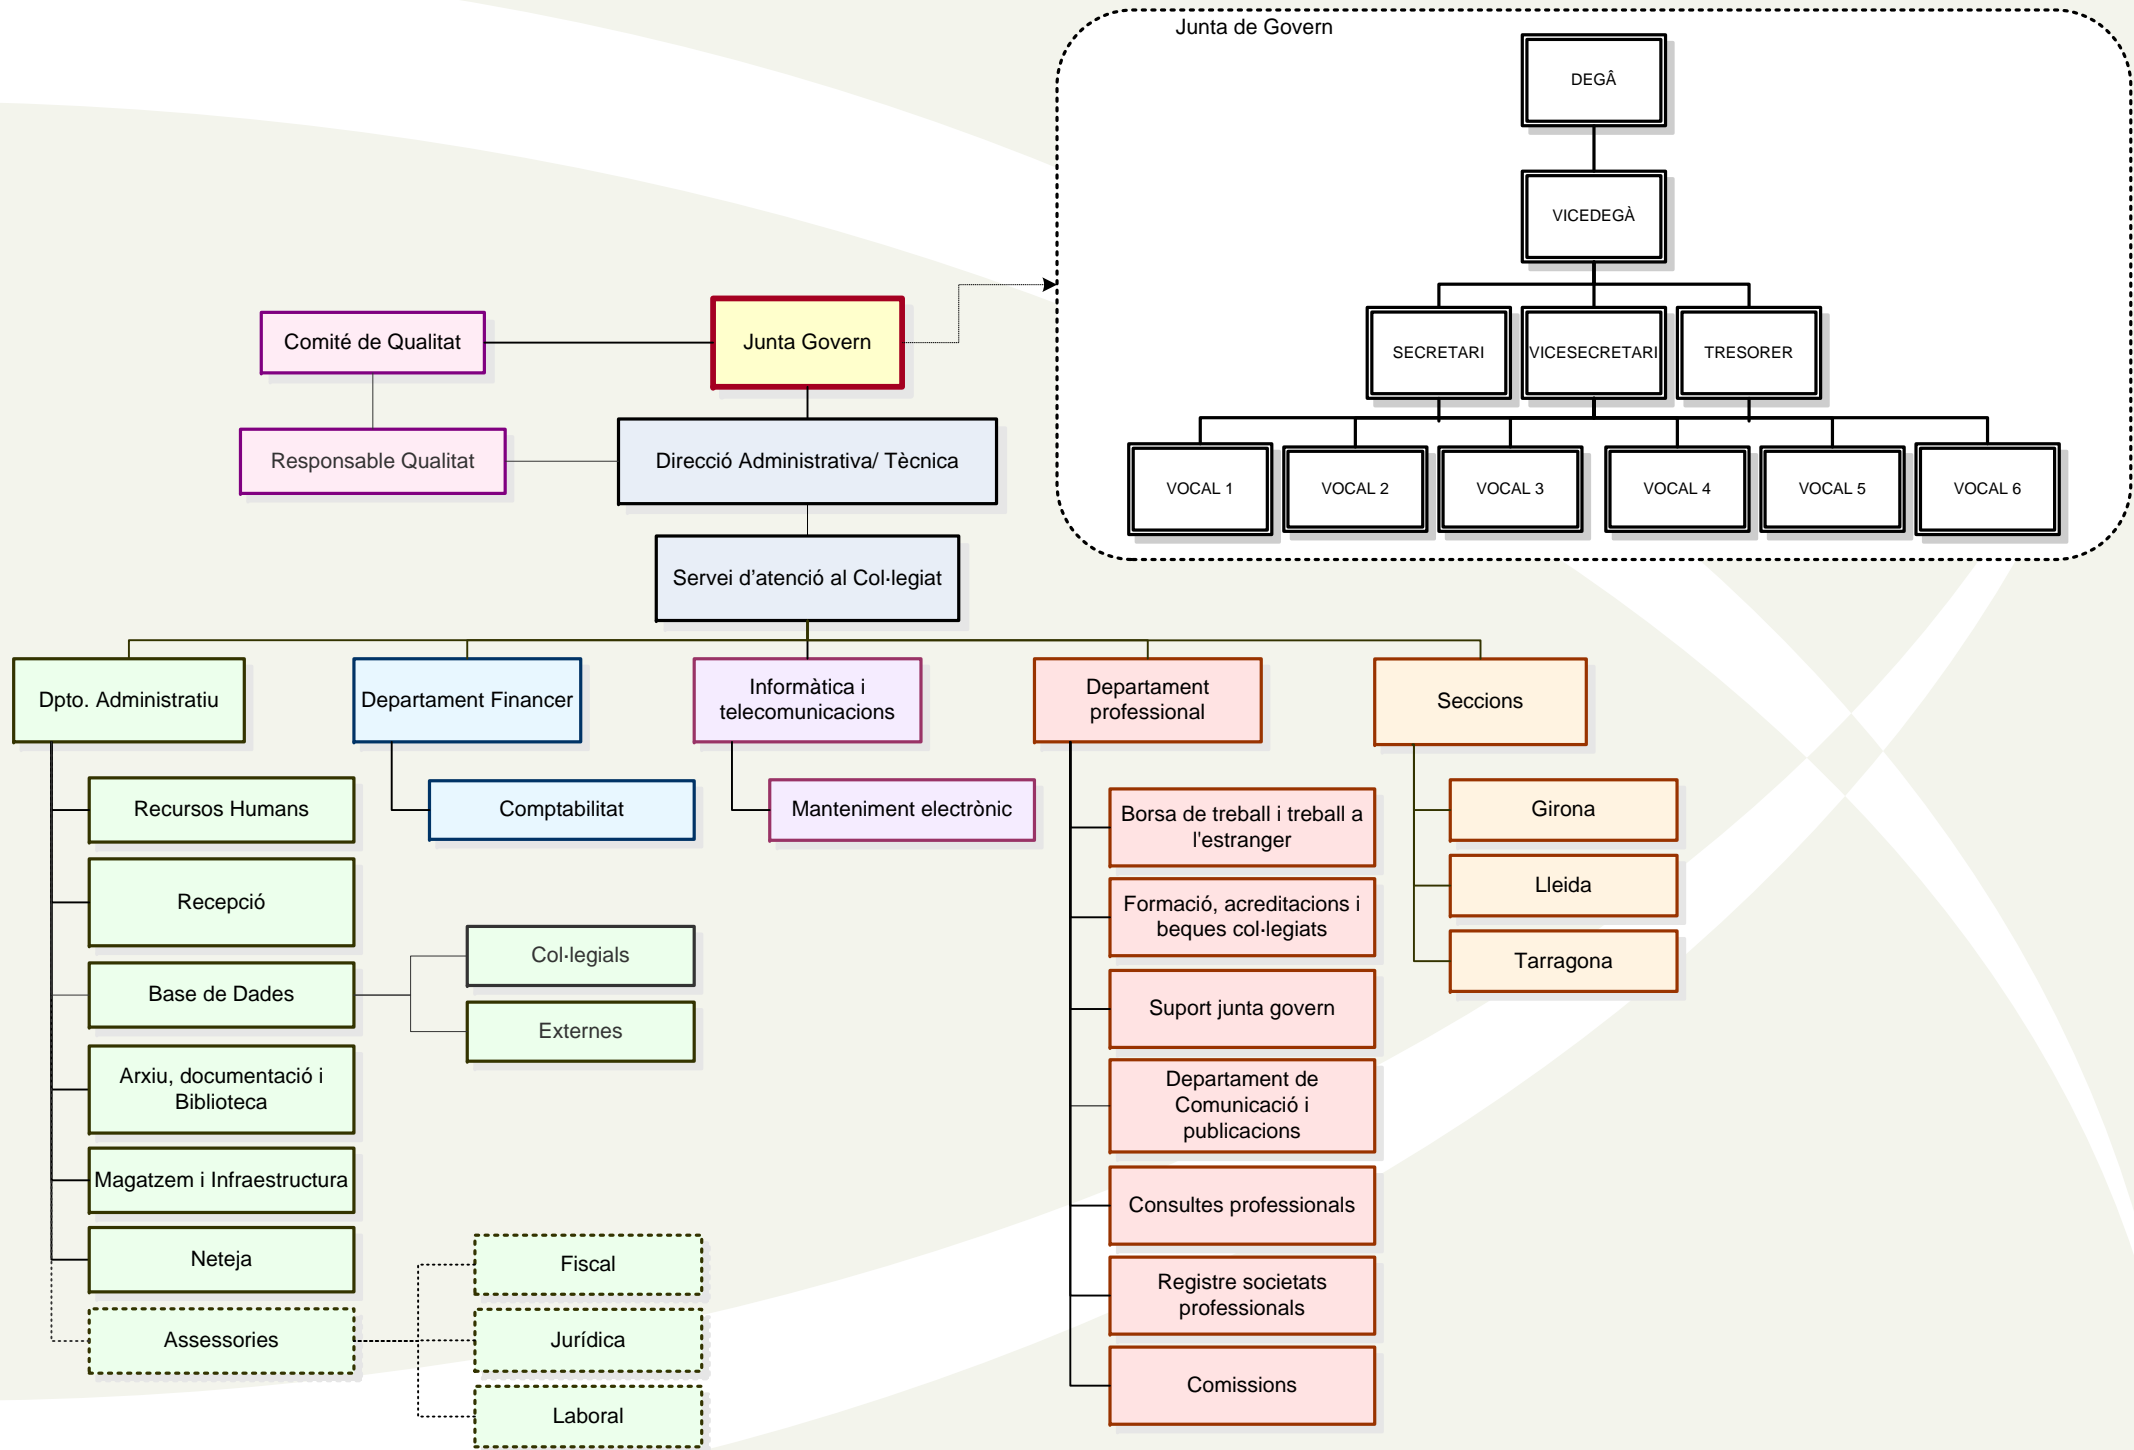 Junta de Govern
DEGÂ
VICEDEGÀ
SECRETARI
VICESECRETARI
TRESORER
VOCAL 1
VOCAL 2
VOCAL 3
VOCAL 4
VOCAL 5
VOCAL 6
Comité de Qualitat
Junta Govern
Responsable Qualitat
Direcció Administrativa/ Tècnica
Servei d'atenció al Col·legiat
Dpto. Administratiu
Departament Financer
Informàtica i
telecomunicacions
Departament
professional
Seccions
Recursos Humans
Recepció
Base de Dades
Col·legials
Externes
Arxiu, documentació i
Biblioteca
Magatzem i Infraestructura
Neteja
Assessories
Fiscal
Jurídica
Laboral
Comptabilitat
Manteniment electrònic
Borsa de treball i treball a
l'estranger
Formació, acreditacions i
beques col·legiats
Suport junta govern
Departament de
Comunicació i
publicacions
Consultes professionals
Registre societats
professionals
Comissions
Girona
Lleida
Tarragona